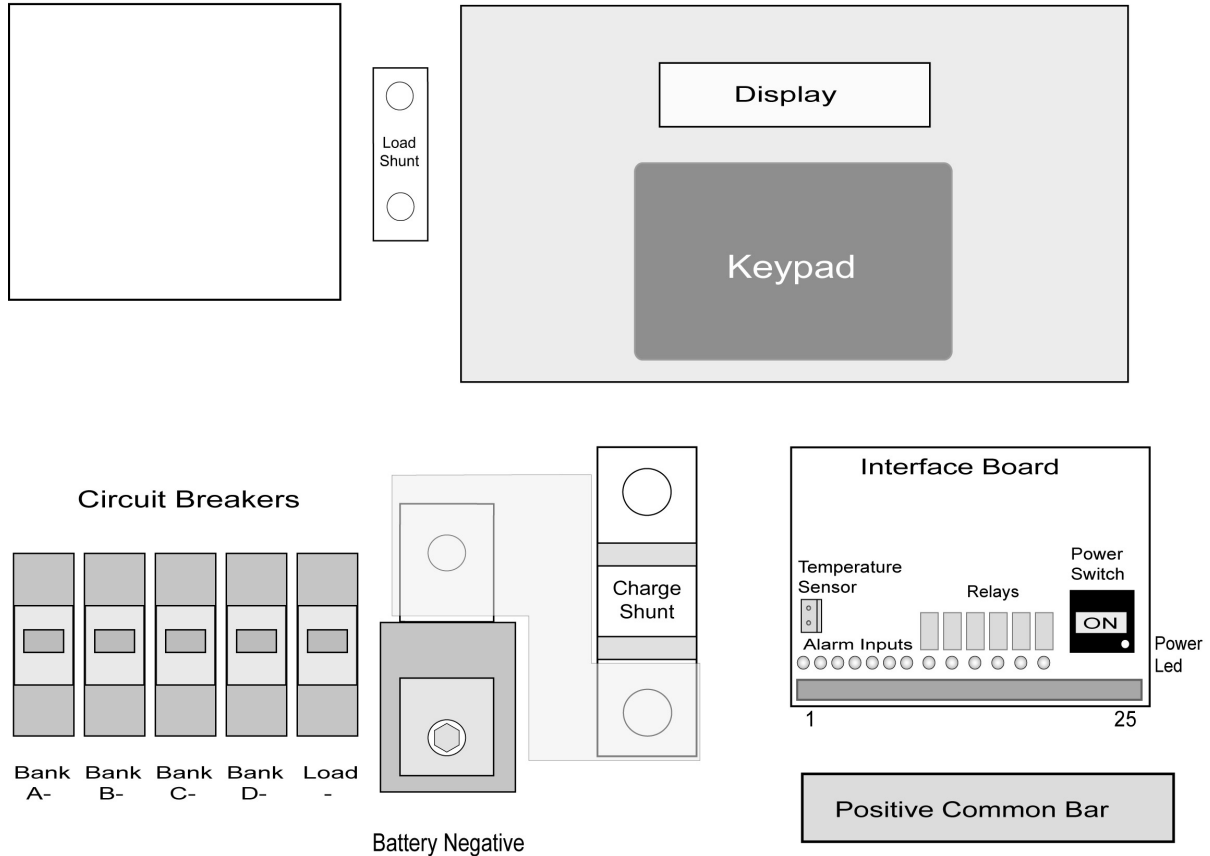 Display
Load
Shunt
Keypad
Circuit Breakers
Interface Board
Charge
Shunt
Temperature
Sensor
Relays
Power
Switch
ON
Alarm Inputs
Power
Led
1 25
Bank Bank Bank Bank Load
A- B- C- D- -
Positive Common Bar
Battery Negative